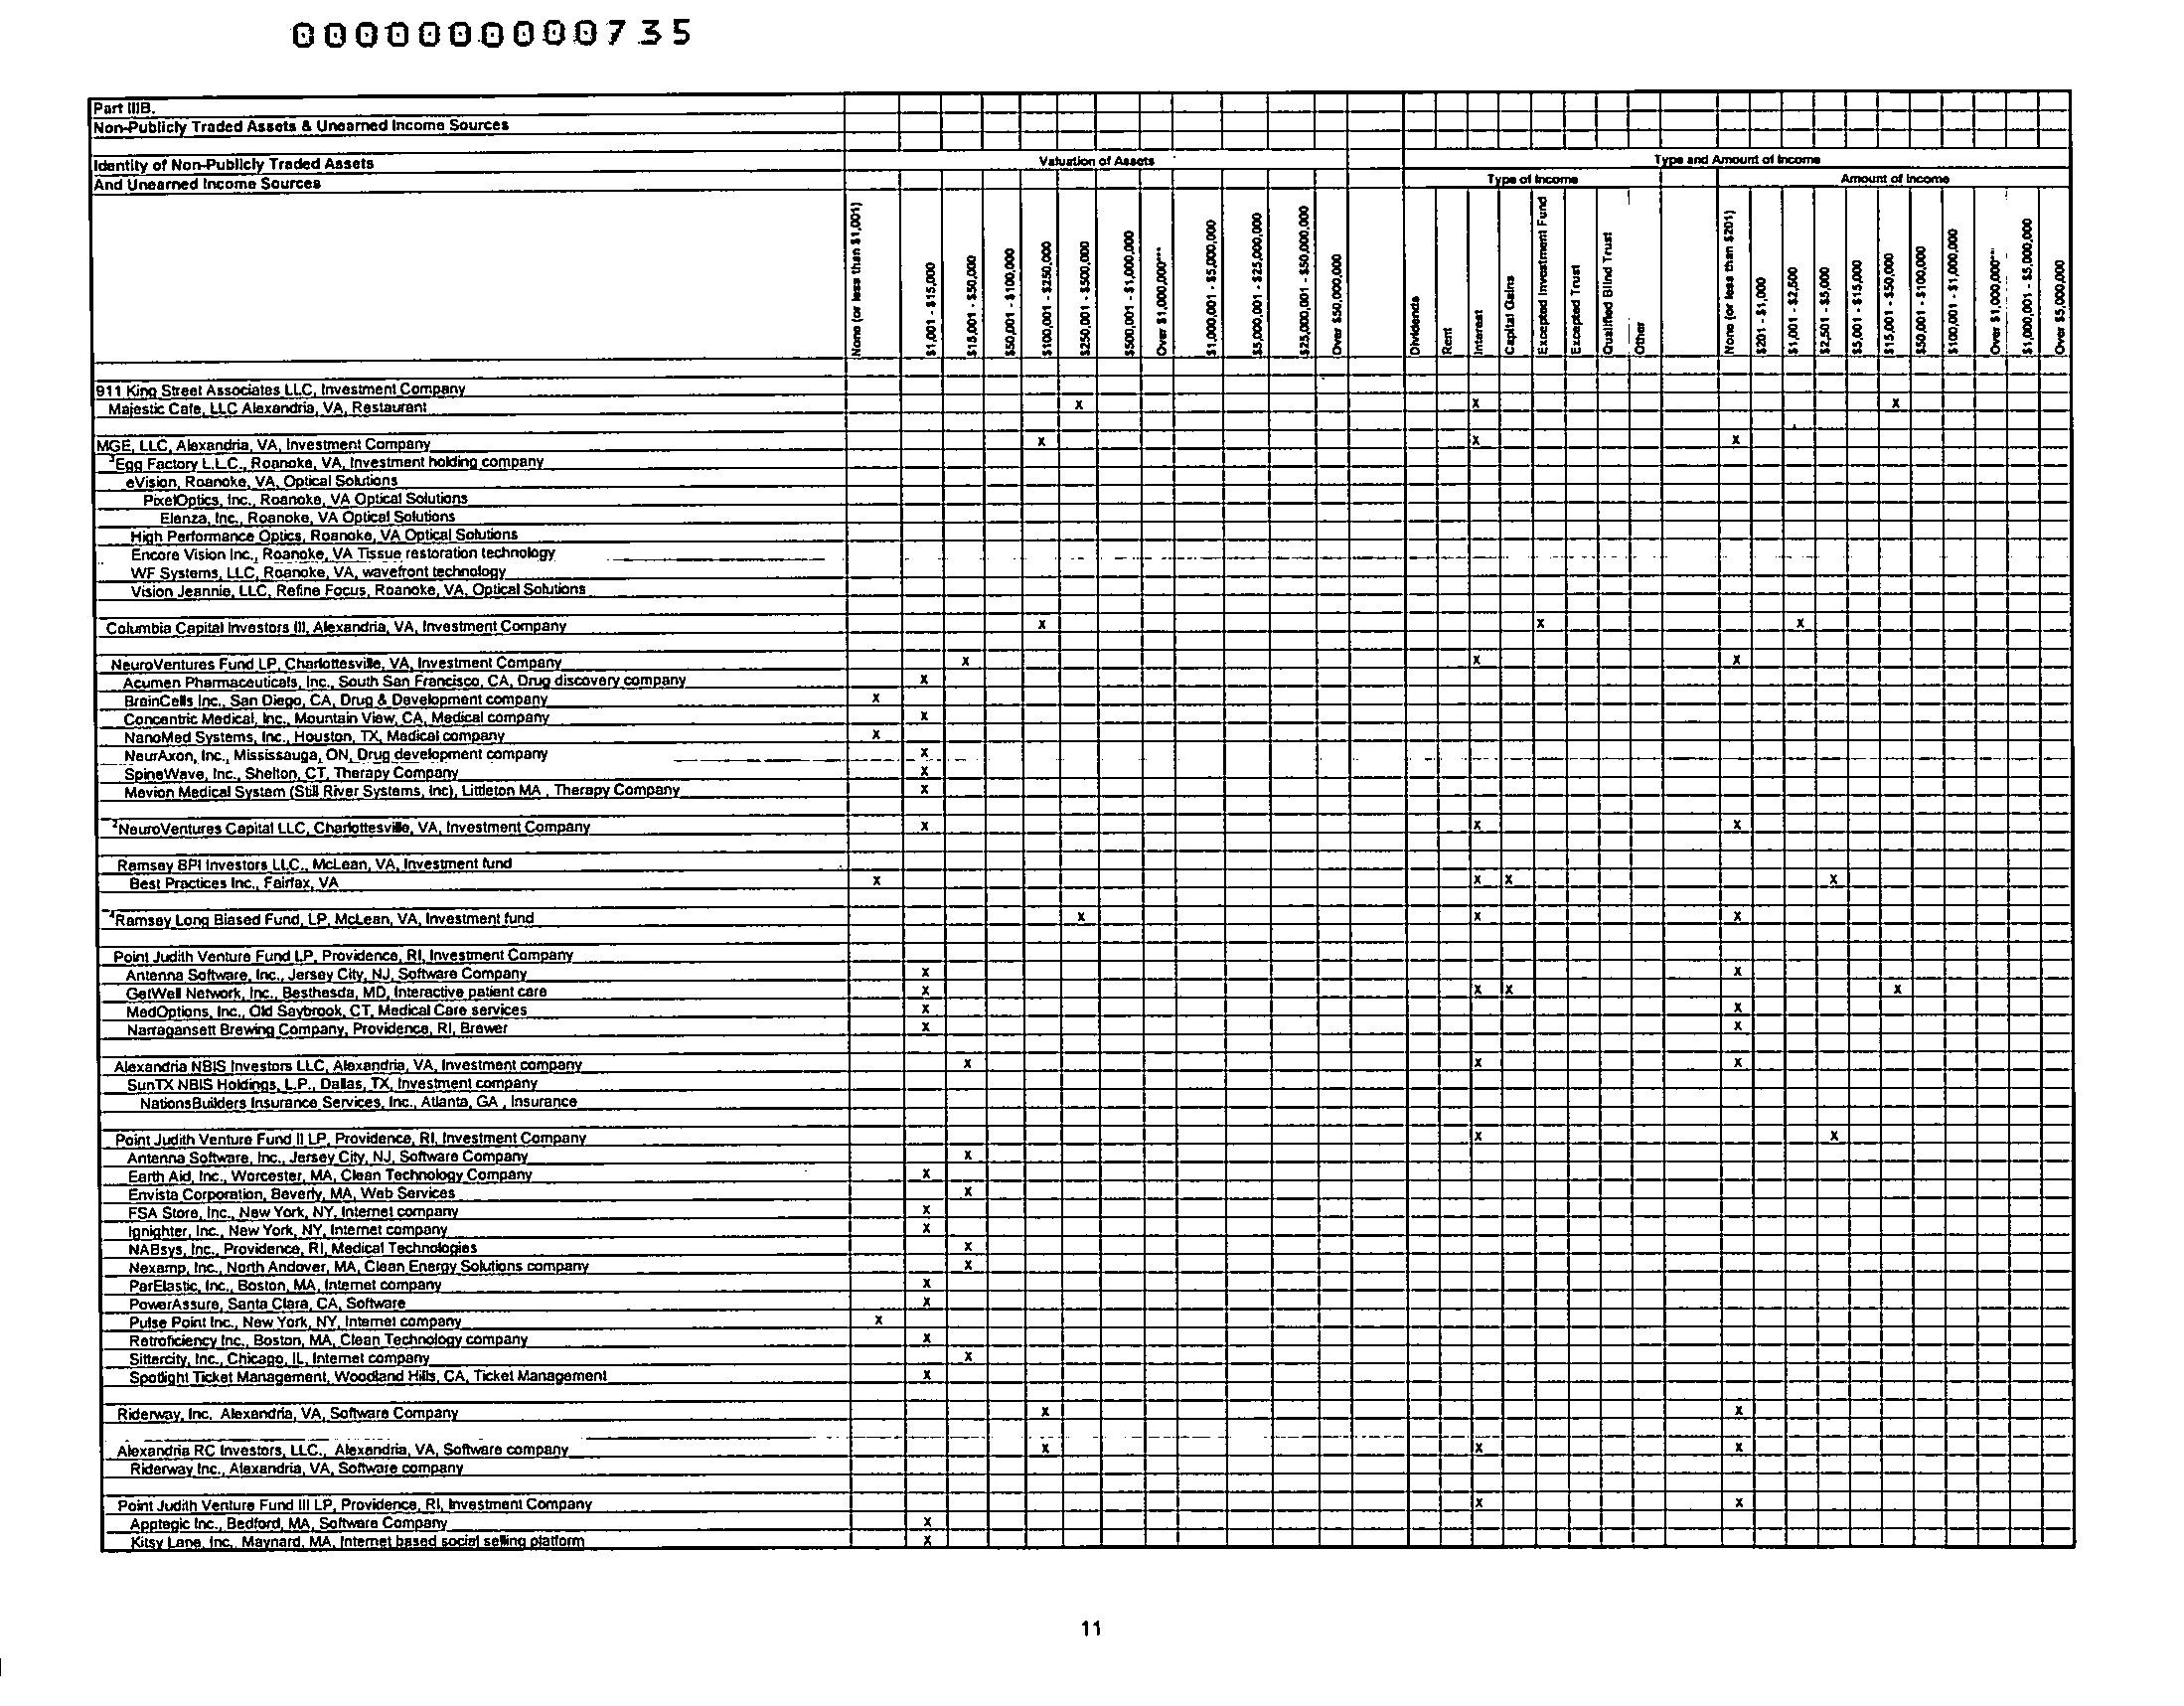 0000000000735
Part IIIB.
Non-Publicly Traded Assets & Unearned Income Sources
Identity of Non-Publicly Traded Assets Valuation of Assets Type and Amount of Income
And Unearned Income Sources Type of Income Amount of Income
None (or less than $1,001) $1,001 - $15,000 $15,001 - $50,000 $50,001 - $100,000 $100,001 - $250,000 $250,001 - $500,000 $500,001 - $1,000,000 Over $1,000,000*** $1,000,001 - $5,000,000 $5,000,001 - $25,000,000 $25,000,001 - $50,000,000 Over $50,000,000 Dividends Rent Interest Capital Gains Excepted Investment Fund Excepted Trust Qualified Blind Trust Other None (or less than $201) $201 - $1,000 $1,001 - $2,500 $2,501 - $5,000 $5,001 - $15,000 $15,001 - $50,000 $50,001 - $100,000 $100,001 - $1,000,000 Over $1,000,000*** $1,000,001 - $5,000,000 Over $5,000,000
911 King Street Associates LLC, Investment Company
Majestic Cafe, LLC Alexandria, VA, Restaurant X X X
MGE, LLC, Alexandria, VA, Investment Company X X X
3Egg Factory L.L.C., Roanoke, VA, Investment holding company
eVision, Roanoke, VA, Optical Solutions
PixelOptics, Inc., Roanoke, VA Optical Solutions
Elenza, Inc., Roanoke, VA Optical Solutions
High Performance Optics, Roanoke, VA Optical Solutions
Encore Vision Inc., Roanoke, VA Tissue restoration technology
WF Systems, LLC, Roanoke, VA, wavefront technology
Vision Jeannie, LLC, Refine Focus, Roanoke, VA, Optical Solutions
Columbia Capital Investors III, Alexandria, VA, Investment Company X X X
NeuroVentures Fund LP, Charlottesville, VA, Investment Company X X X
Acumen Pharmaceuticals, Inc., South San Francisco, CA, Drug discovery company X
BrainCells Inc., San Diego, CA, Drug & Development company X
Concentric Medical, Inc., Mountain View, CA, Medical company X
NanoMed Systems, Inc., Houston, TX, Medical company X
NeurAxon, Inc., Mississauga, ON, Drug development company X
SpineWave, Inc., Shelton, CT, Therapy Company X
Mevion Medical System (Still River Systems, Inc), Littleton MA , Therapy Company X
2NeuroVentures Capital LLC, Charlottesville, VA, Investment Company X X X
Ramsay BPI Investors LLC., McLean, VA, Investment fund
Best Practices Inc., Fairfax, VA X X X X
4Ramsay Long Biased Fund, LP, McLean, VA, Investment fund X X X
Point Judith Venture Fund LP, Providence, RI, Investment Company
Antenna Software, Inc., Jersey City, NJ, Software Company X X
GetWell Network, Inc., Besthesda, MD, Interactive patient care X X X X
MedOptions, Inc., Old Saybrook, CT, Medical Care services X X
Narragansett Brewing Company, Providence, RI, Brewer X X
Alexandria NBIS Investors LLC, Alexandria, VA, Investment company X X X
SunTX NBIS Holdings, L.P., Dallas, TX, Investment company
NationsBuilders Insurance Services, Inc., Atlanta, GA , Insurance
Point Judith Venture Fund II LP, Providence, RI, Investment Company X X
Antenna Software, Inc., Jersey City, NJ, Software Company X
Earth Aid, Inc., Worcester, MA, Clean Technology Company X
Envista Corporation, Beverly, MA, Web Services X
FSA Store, Inc., New York, NY, Internet company X
Ignighter, Inc., New York, NY, Internet company X
NABsys, Inc., Providence, RI, Medical Technologies X
Nexamp, Inc., North Andover, MA, Clean Energy Solutions company X
ParElastic, Inc., Boston, MA, Internet company X
PowerAssure, Santa Clara, CA, Software X
Pulse Point Inc., New York, NY, Internet company X
Retroficiency Inc., Boston, MA, Clean Technology company X
Sittercity, Inc., Chicago, IL, Internet company X
Spotlight Ticket Management, Woodland Hills, CA, Ticket Management X
Riderway, Inc. Alexandria, VA, Software Company X X
Alexandria RC Investors, LLC., Alexandria, VA, Software company X X X
Riderway Inc., Alexandria, VA, Software company
Point Judith Venture Fund III LP, Providence, RI, Investment Company X X
Apptegic Inc., Bedford, MA, Software Company X
Kitsy Lane, Inc., Maynard, MA, Internet based social selling platform X
11